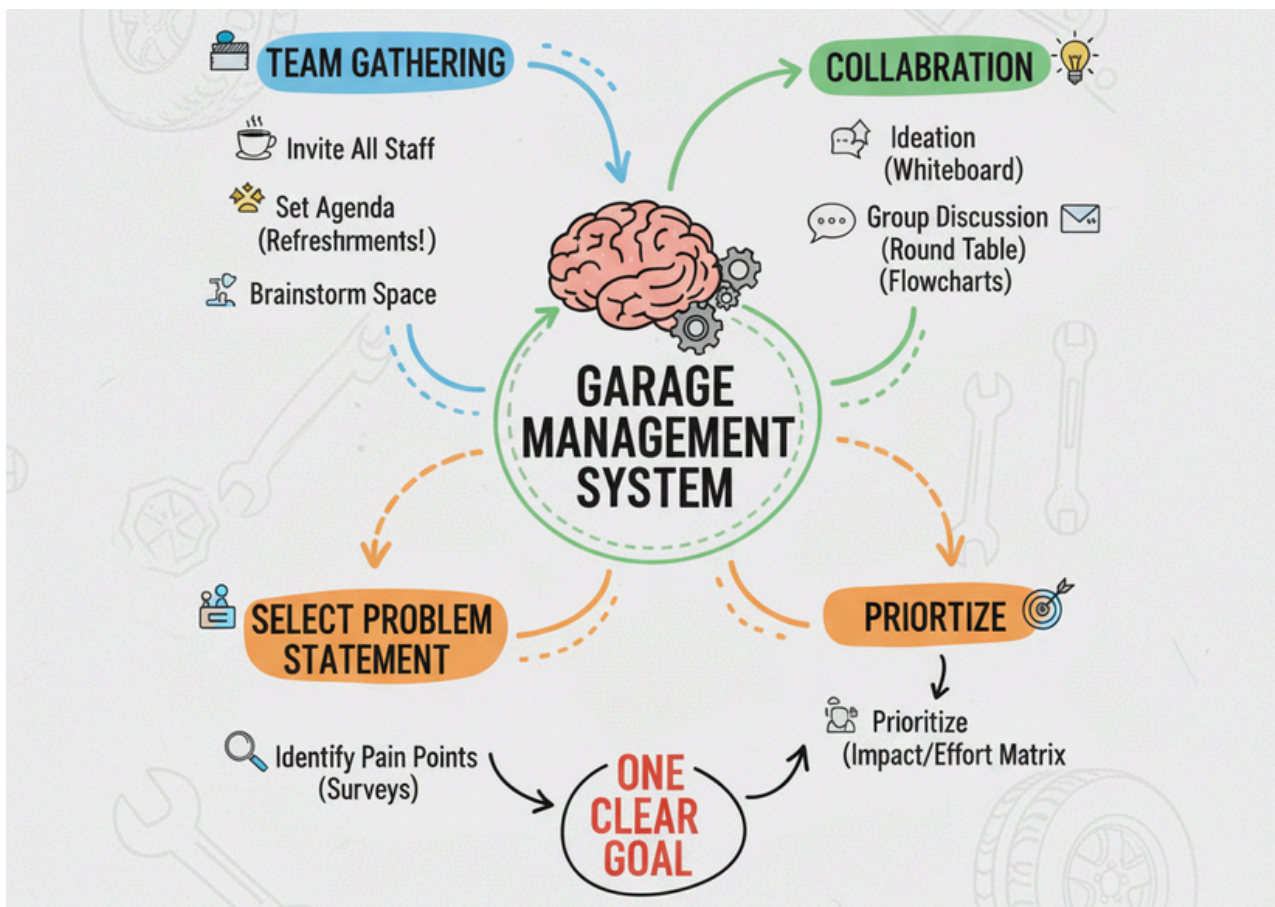 TEAM GATHERING
Invite All Staff
Set Agenda
(Refreshrments!)
Brainstorm Space
COLLABRATION
Ideation
(Whiteboard)
Group Discussion
(Round Table)
(Flowcharts)
GARAGE
MANAGEMENT
SYSTEM
SELECT PROBLEM
STATEMENT
Identify Pain Points
(Surveys)
ONE
CLEAR
GOAL
PRIORTIZE
Prioritize
(Impact/Effort Matrix